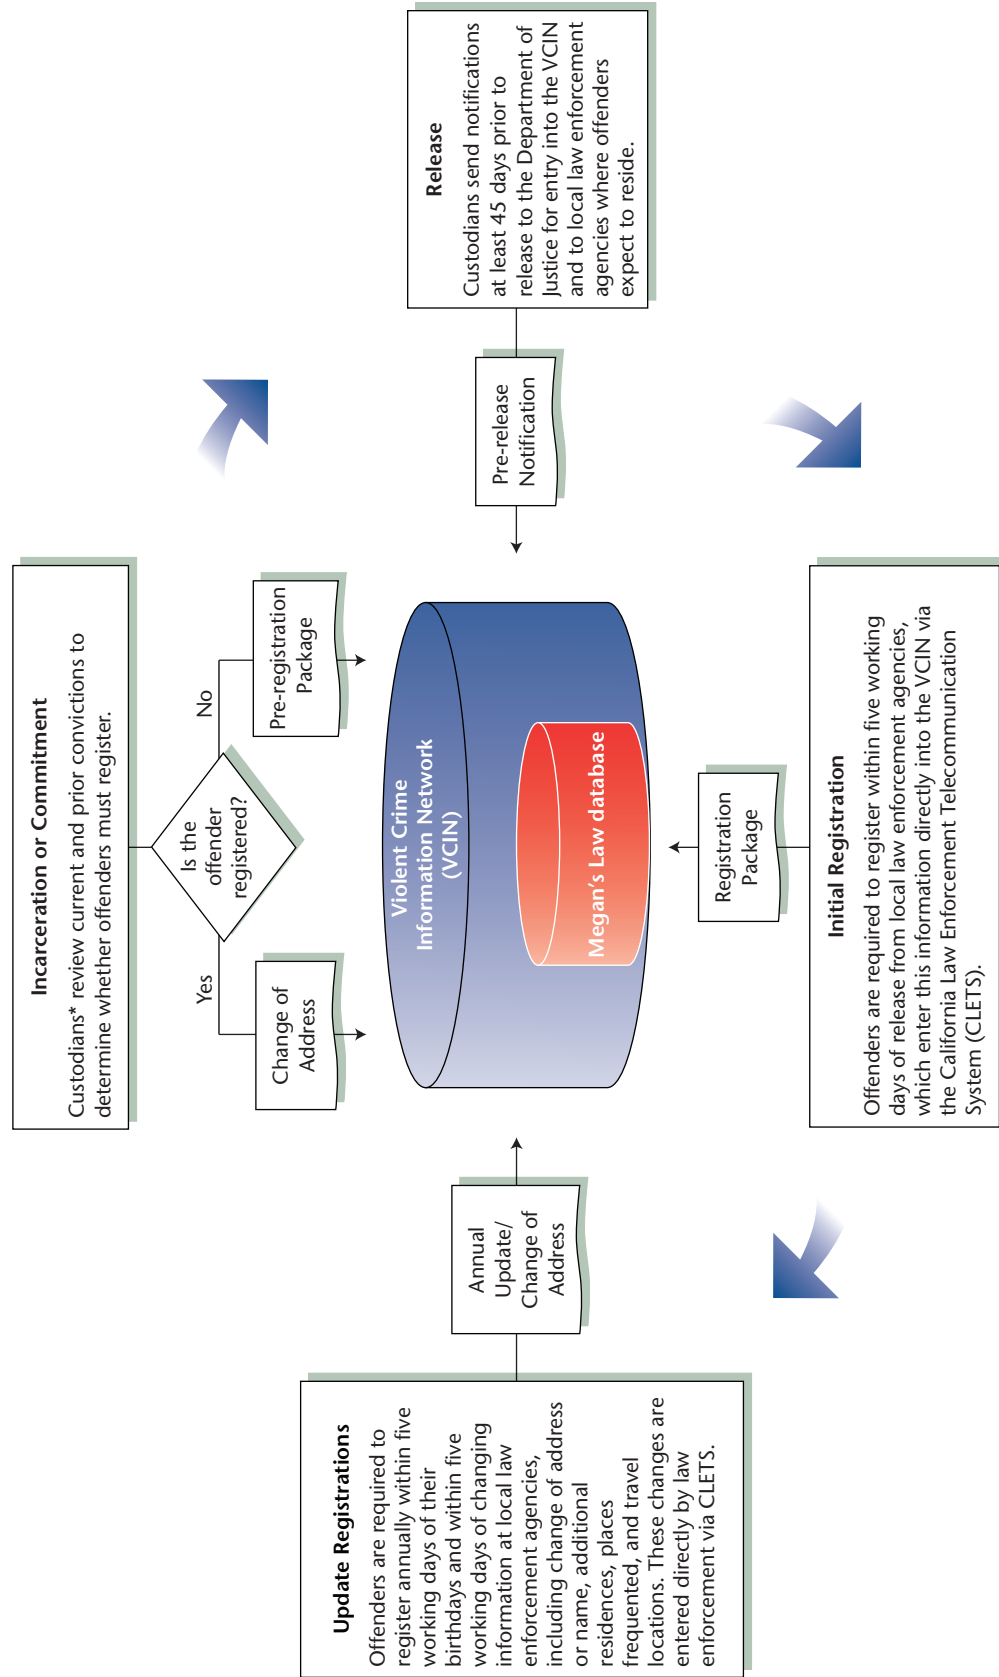 Incarceration or Commitment
Custodians* review current and prior convictions to
determine whether offenders must register.
Is the
offender
registered?
Yes
No
Change of
Address
Pre-registration
Package
Release
Custodians send notifications
at least 45 days prior to
release to the Department of
Justice for entry into the VCIN
and to local law enforcement
agencies where offenders
expect to reside.
Pre-release
Notification
Violent Crime
Information Network
(VCIN)
Megan's Law database
Registration
Package
Initial Registration
Offenders are required to register within five working
days of release from local law enforcement agencies,
which enter this information directly into the VCIN via
the California Law Enforcement Telecommunication
System (CLETS).
Annual
Update/
Change of
Address
Update Registrations
Offenders are required to
register annually within five
working days of their
birthdays and within five
working days of changing
information at local law
enforcement agencies,
including change of address
or name, additional
residences, places
frequented, and travel
locations. These changes are
entered directly by law
enforcement via CLETS.